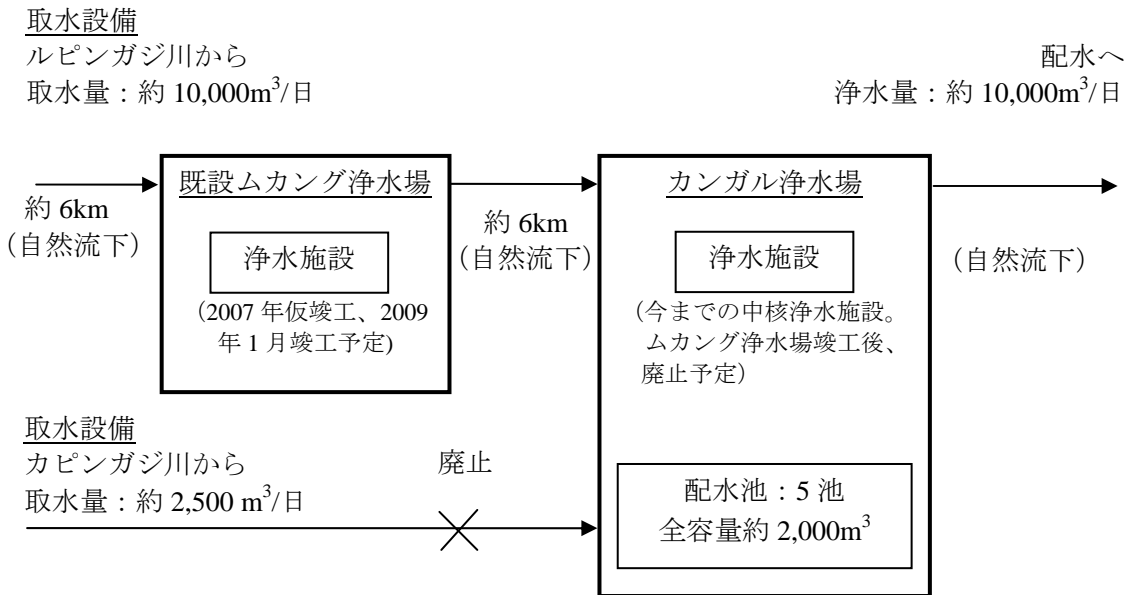 取水設備
ルピンガジ川から
取水量：約 10,000m³/日
配水へ
浄水量：約 10,000m³/日
約 6km
（自然流下）
既設ムカング浄水場
浄水施設
（2007 年仮竣工、2009
年 1 月竣工予定)
約 6km
（自然流下）
カンガル浄水場
浄水施設
（今までの中核浄水施設。
ムカング浄水場竣工後、
廃止予定）
（自然流下）
取水設備
カピンガジ川から
取水量：約 2,500 m³/日
廃止
配水池：5 池
全容量約 2,000m³